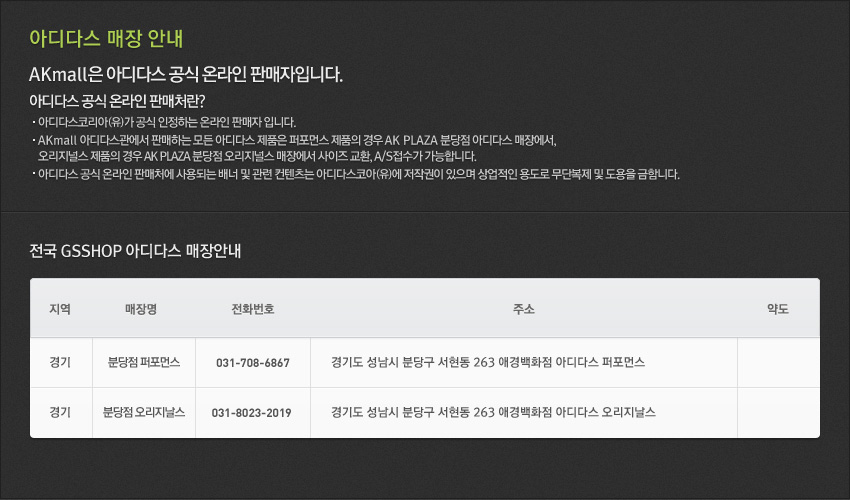 아디다스 매장 안내
AKmall은 아디다스 공식 온라인 판매자입니다.
아디다스 공식 온라인 판매처란?
· 아디다스코리아(유)가 공식 인정하는 온라인 판매자 입니다.
· AKmall 아디다스관에서 판매하는 모든 아디다스 제품은 퍼포먼스 제품의 경우 AK PLAZA 분당점 아디다스 매장에서,
오리지널스 제품의 경우 AK PLAZA 분당점 오리지널스 매장에서 사이즈 교환, A/S접수가 가능합니다.
· 아디다스 공식 온라인 판매처에 사용되는 배너 및 관련 컨텐츠는 아디다스코아(유)에 저작권이 있으며 상업적인 용도로 무단복제 및 도용을 금합니다.
전국 GSSHOP 아디다스 매장안내
지역 매장명 전화번호 주소 약도
경기 분당점 퍼포먼스 031-708-6867 경기도 성남시 분당구 서현동 263 애경백화점 아디다스 퍼포먼스
경기 분당점 오리지날스 031-8023-2019 경기도 성남시 분당구 서현동 263 애경백화점 아디다스 오리지날스